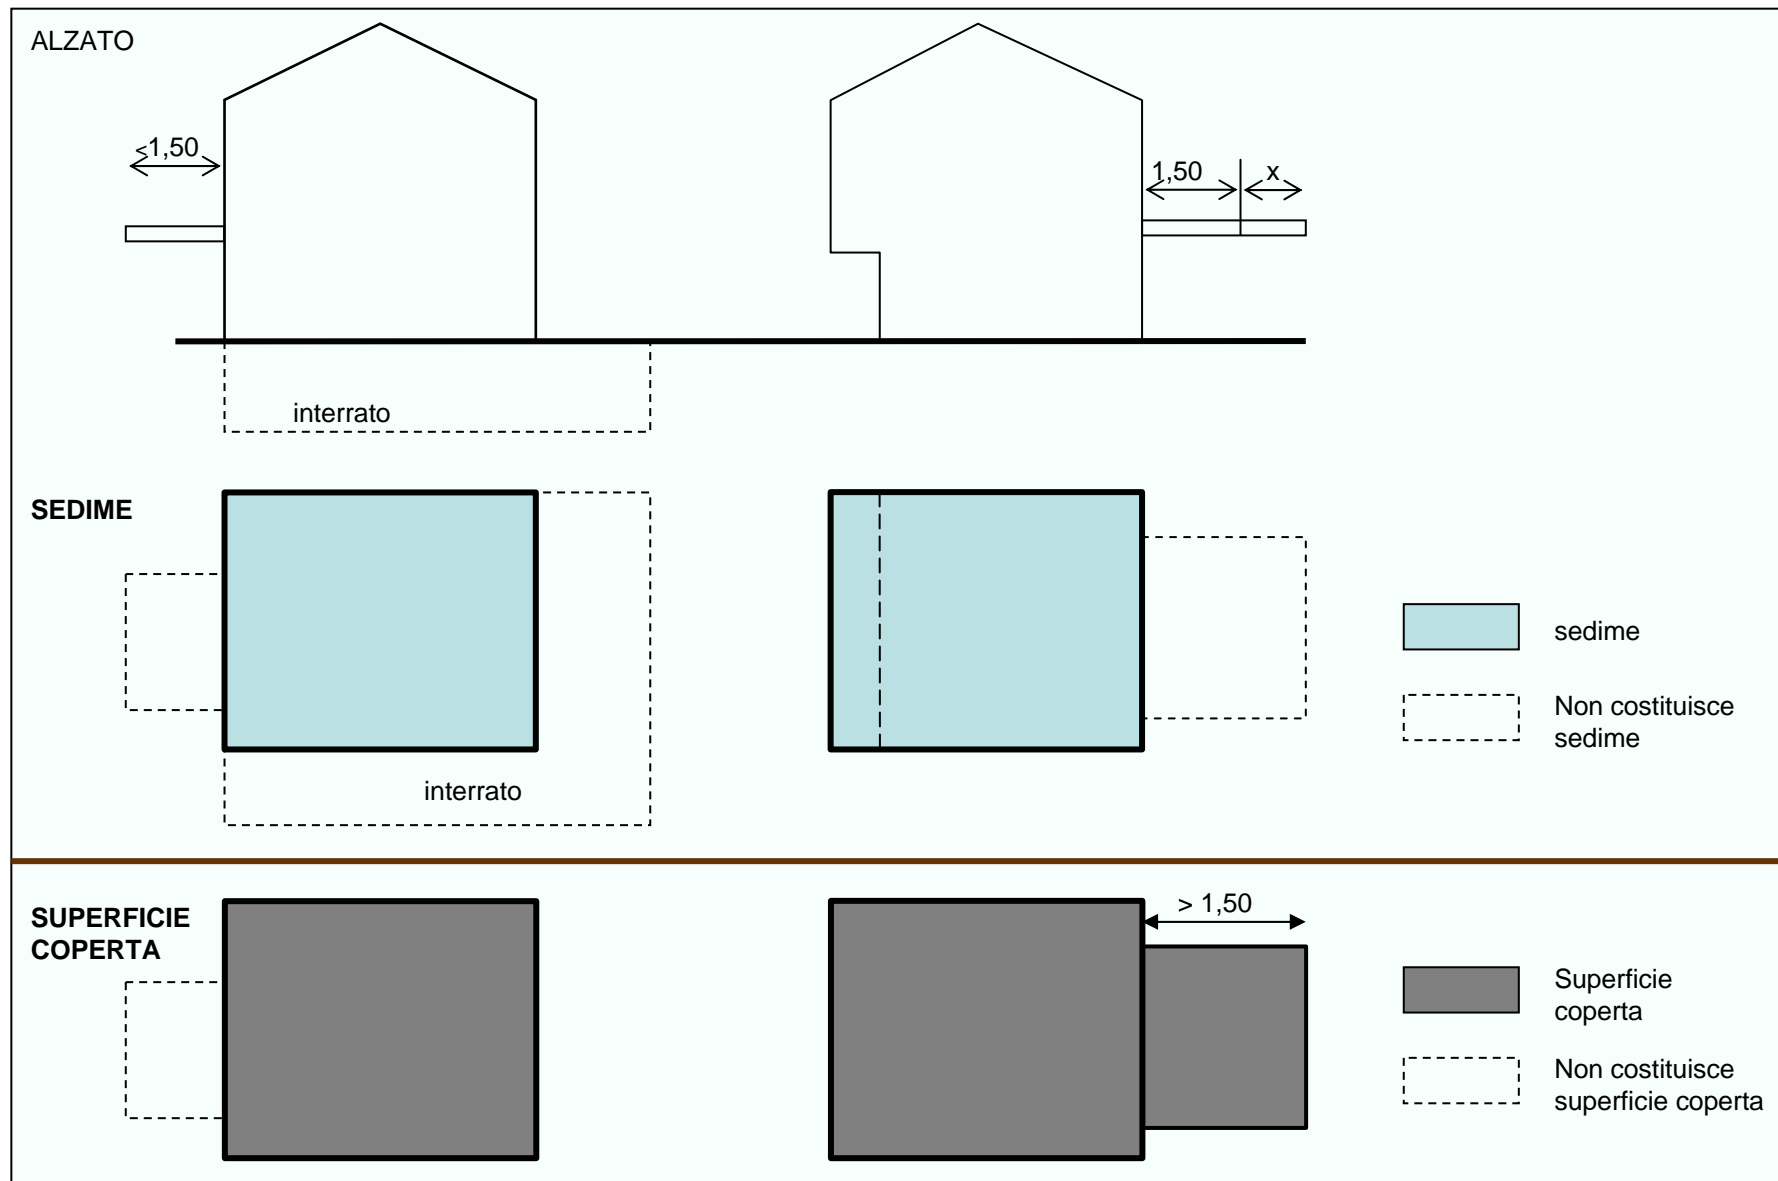 ALZATO
≤1,50
1,50
x
interrato
SEDIME
sedime
Non costituisce
sedime
interrato
SUPERFICIE
COPERTA
> 1,50
Superficie
coperta
Non costituisce
superficie coperta